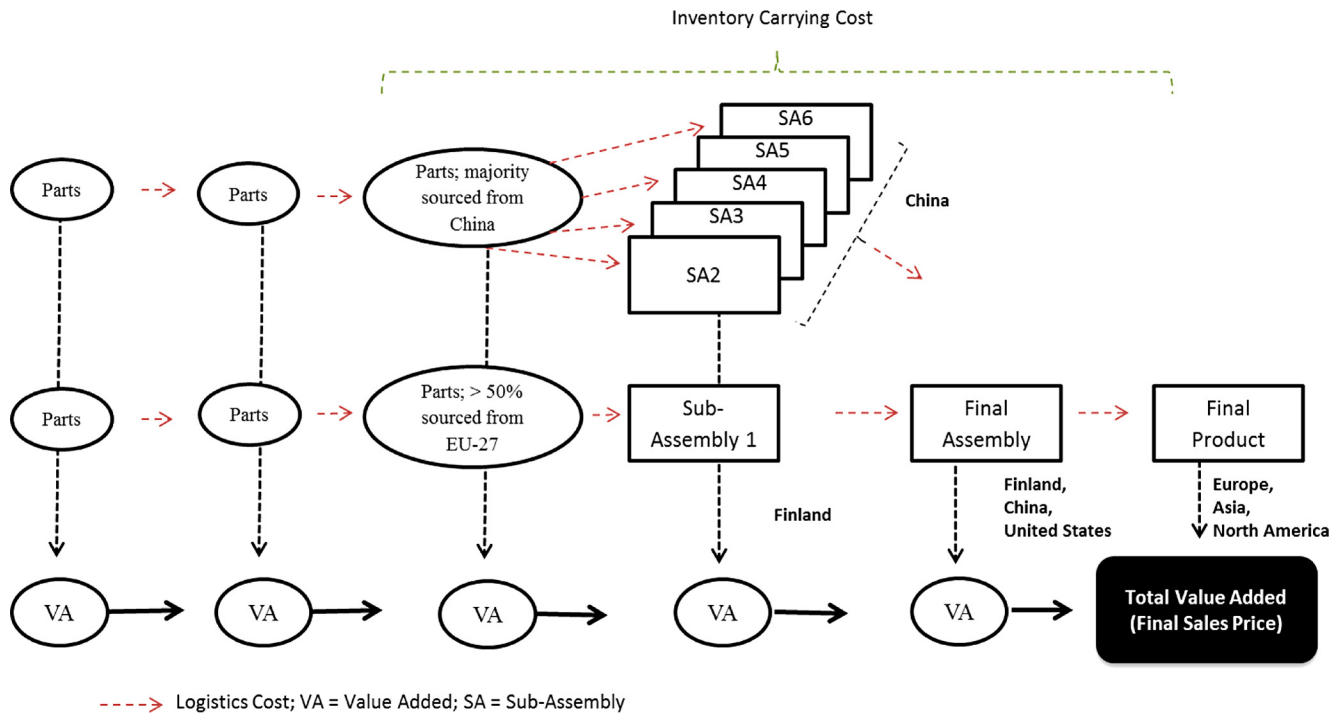 Inventory Carrying Cost
SA6
SA5
SA4
SA3
SA2
China
Parts
Parts
Parts; majority
sourced from
China
Parts
Parts
Parts; > 50%
sourced from
EU-27
Sub-
Assembly 1
Final
Assembly
Final
Product
Finland
Finland,
China,
United States
Europe,
Asia,
North America
VA
VA
VA
VA
VA
Total Value Added
(Final Sales Price)
Logistics Cost; VA = Value Added; SA = Sub-Assembly